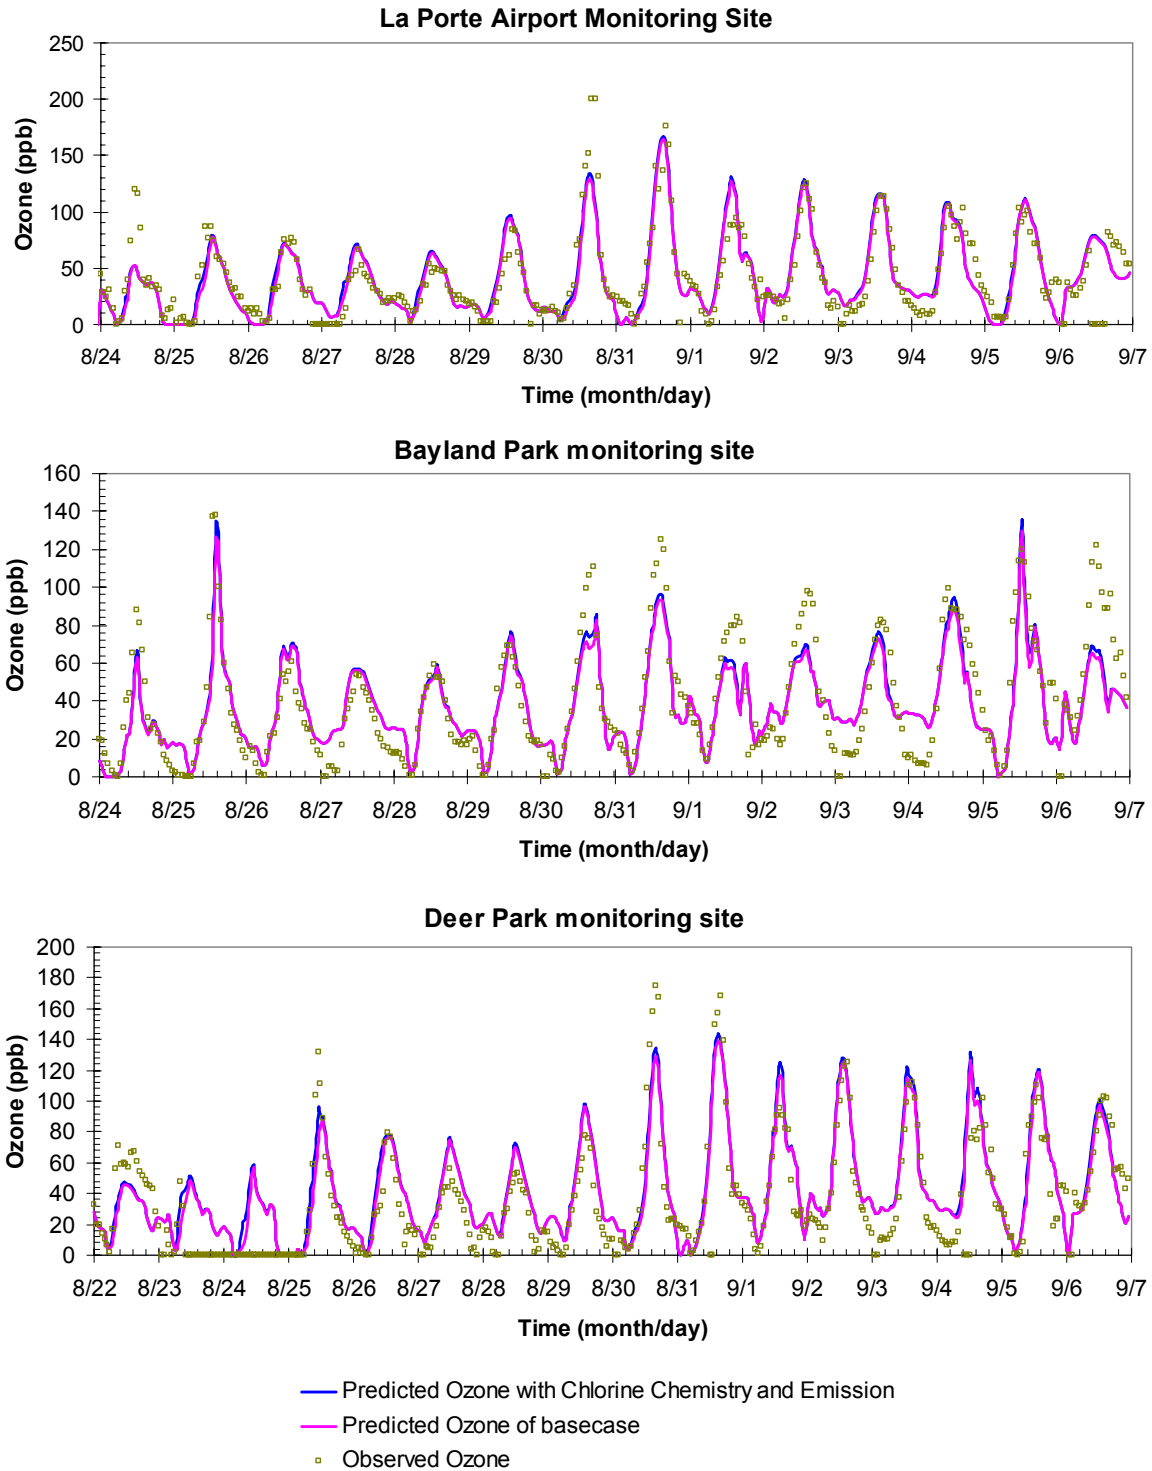 La Porte Airport Monitoring Site
Ozone (ppb)
250
200
150
100
50
0
8/24 8/25 8/26 8/27 8/28 8/29 8/30 8/31 9/1 9/2 9/3 9/4 9/5 9/6 9/7
Time (month/day)
Bayland Park monitoring site
Ozone (ppb)
160
140
120
100
80
60
40
20
0
8/24 8/25 8/26 8/27 8/28 8/29 8/30 8/31 9/1 9/2 9/3 9/4 9/5 9/6 9/7
Time (month/day)
Deer Park monitoring site
Ozone (ppb)
200
180
160
140
120
100
80
60
40
20
0
8/22 8/23 8/24 8/25 8/26 8/27 8/28 8/29 8/30 8/31 9/1 9/2 9/3 9/4 9/5 9/6 9/7
Time (month/day)
Predicted Ozone with Chlorine Chemistry and Emission
Predicted Ozone of basecase
Observed Ozone